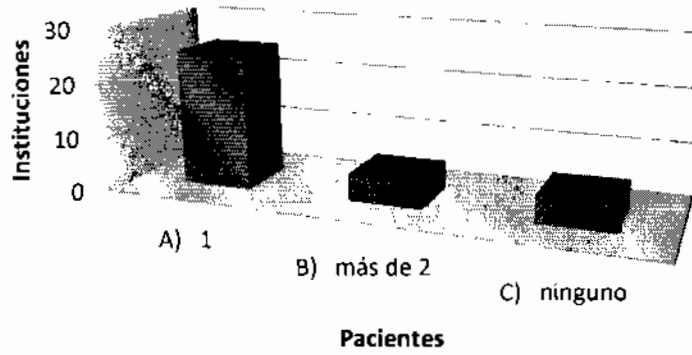 Instituciones
30
20
10
0
A) 1
B) más de 2
C) ninguno
Pacientes